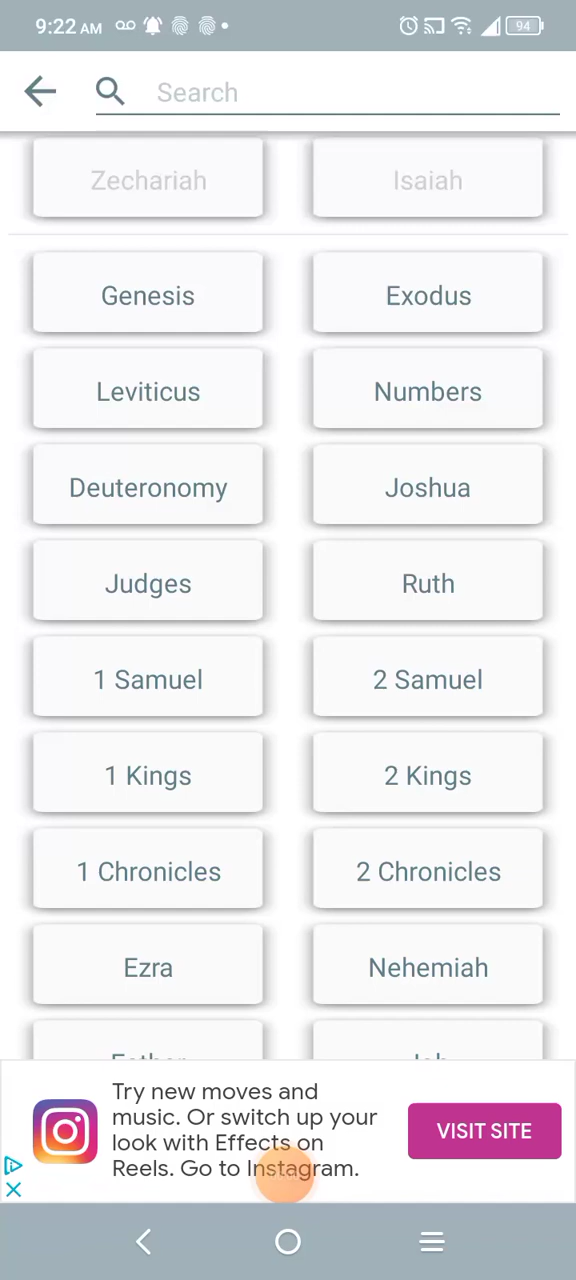 9:22 AM
94
Search
Zechariah Isaiah
Genesis Exodus
Leviticus Numbers
Deuteronomy Joshua
Judges Ruth
1 Samuel 2 Samuel
1 Kings 2 Kings
1 Chronicles 2 Chronicles
Ezra Nehemiah
Esther Job
Try new moves and
music. Or switch up your
look with Effects on
Reels. Go to Instagram.
VISIT SITE